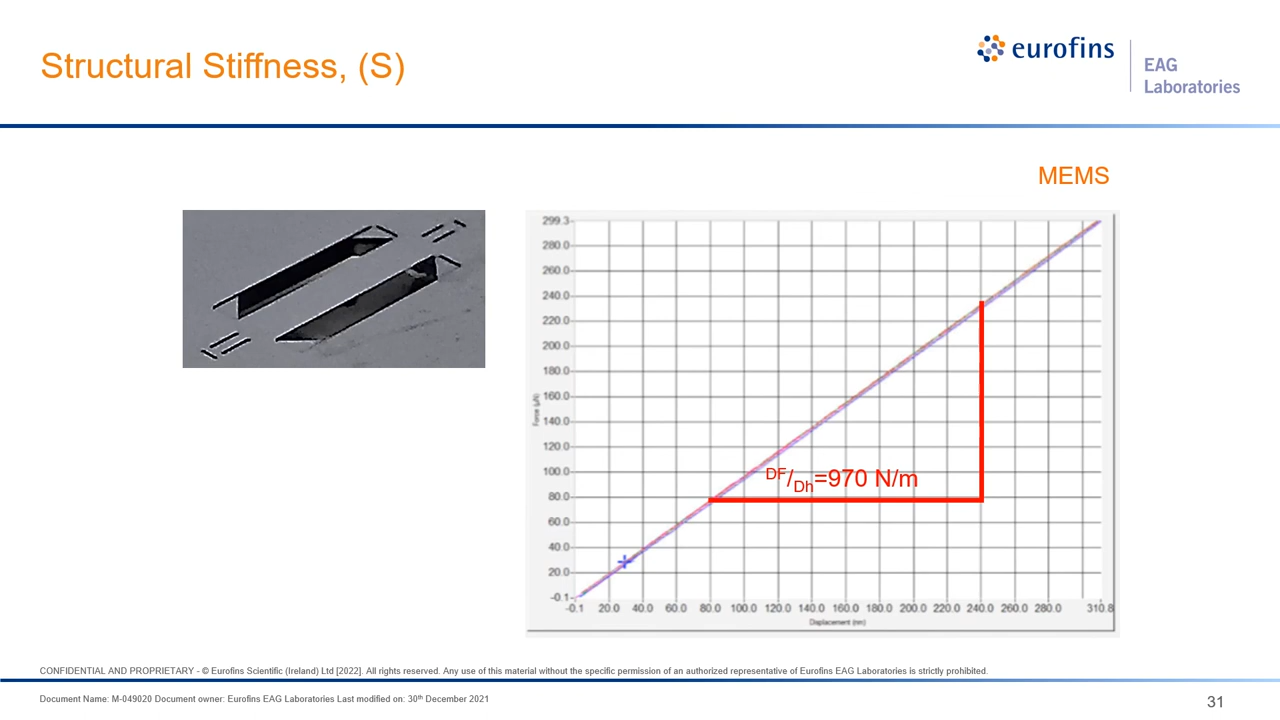 Structural Stiffness, (S)
eurofins
EAG
Laboratories
MEMS
299.3
280.0
260.0
240.0
220.0
200.0
180.0
160.0
140.0
120.0
100.0
80.0
60.0
40.0
20.0
-0.1
Force (µN)
DF/Dh=970 N/m
-0.1 20.0 40.0 60.0 80.0 100.0 120.0 140.0 160.0 180.0 200.0 220.0 240.0 260.0 280.0 310.8
Displacement (nm)
CONFIDENTIAL AND PROPRIETARY - © Eurofins Scientific (Ireland) Ltd [2022]. All rights reserved. Any use of this material without the specific permission of an authorized representative of Eurofins EAG Laboratories is strictly prohibited.
Document Name: M-049020 Document owner: Eurofins EAG Laboratories Last modified on: 30th December 2021
31